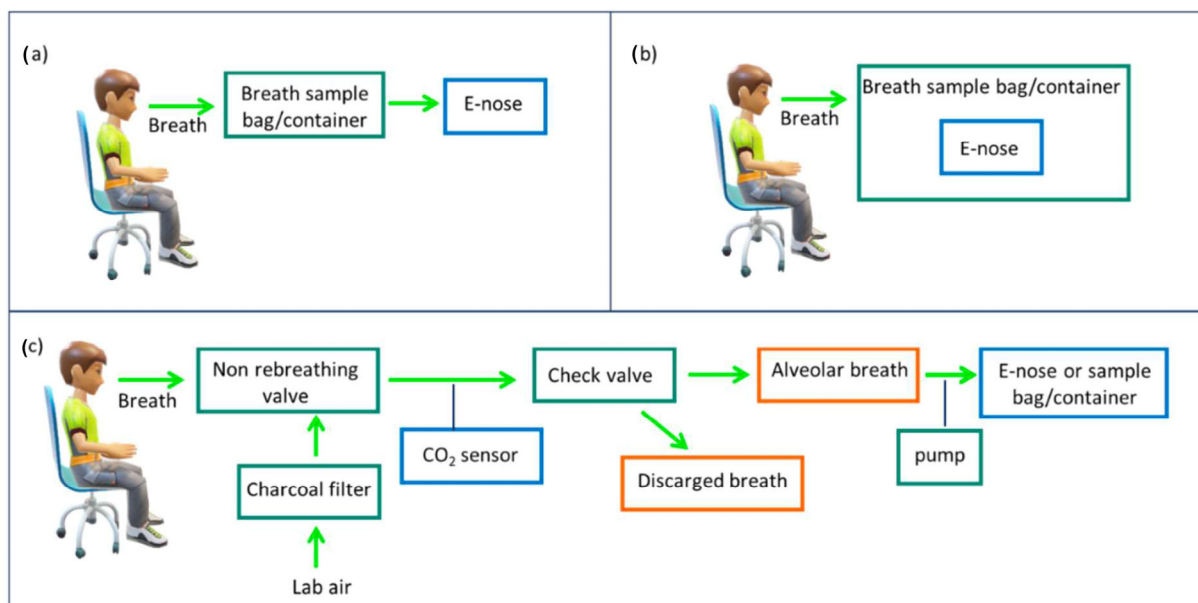 (a)
Breath
Breath sample
bag/container
E-nose
(b)
Breath
Breath sample bag/container
E-nose
(c)
Breath
Non rebreathing
valve
Charcoal filter
Lab air
CO₂ sensor
Check valve
Discarged breath
Alveolar breath
pump
E-nose or sample
bag/container